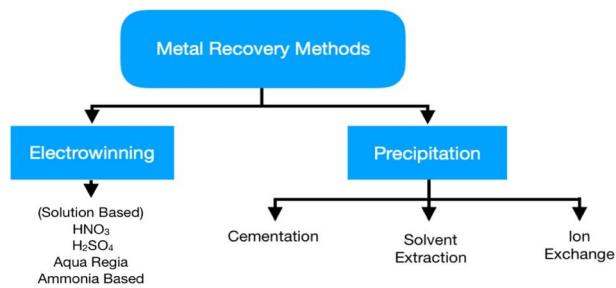 Metal Recovery Methods
Electrowinning
Precipitation
(Solution Based)
HNO₃
H₂SO₄
Aqua Regia
Ammonia Based
Cementation
Solvent
Extraction
Ion
Exchange